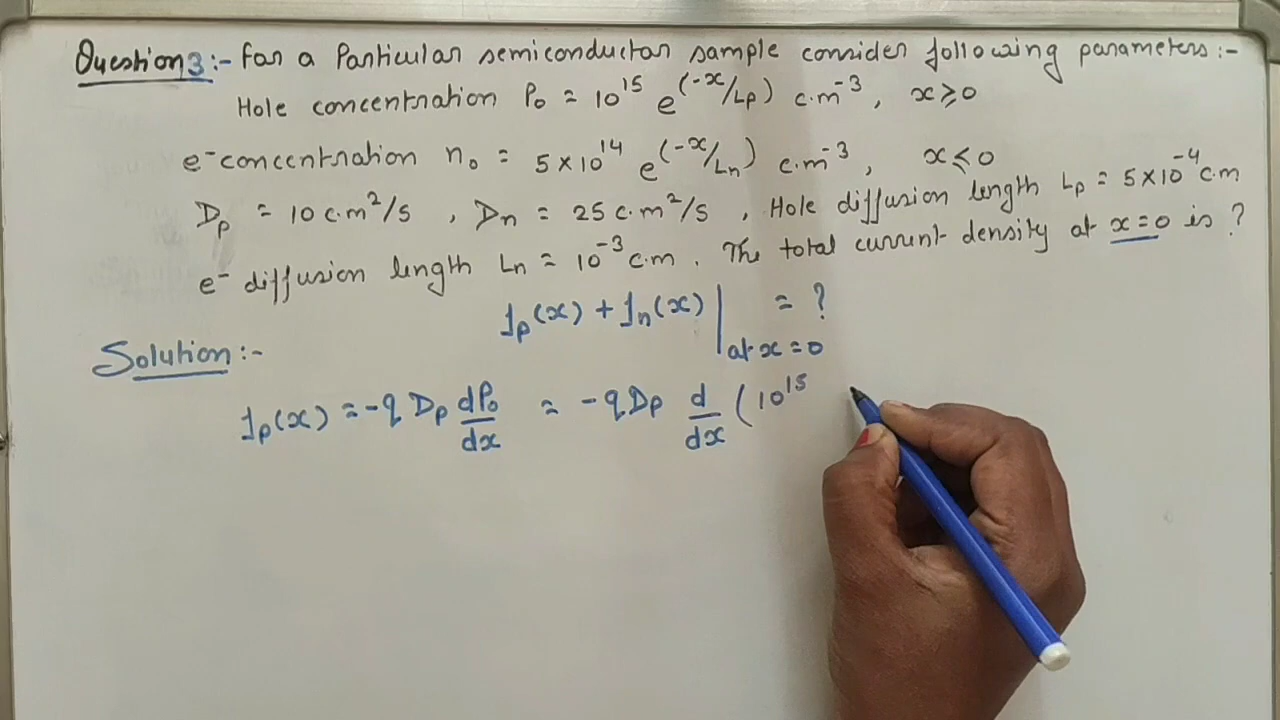 Question 3:- For a Particular semiconductor sample consider following parameters:-
Hole concentration P₀ = 10¹⁵ e^(-x/Lp) c.m⁻³, x≥0
e⁻concentration n₀ = 5×10¹⁴ e^(-x/Ln) c.m⁻³, x≤0
Dp = 10 c.m²/s, Dn = 25 c.m²/s, Hole diffusion length Lp = 5×10⁻⁴ c.m
e⁻ diffusion length Ln = 10⁻³ c.m. The total current density at x=0 is ?
Jp(x) + Jn(x) | at x=0 = ?
Solution:-
Jp(x) = -q Dp dP₀/dx = -q Dp d/dx (10¹⁵